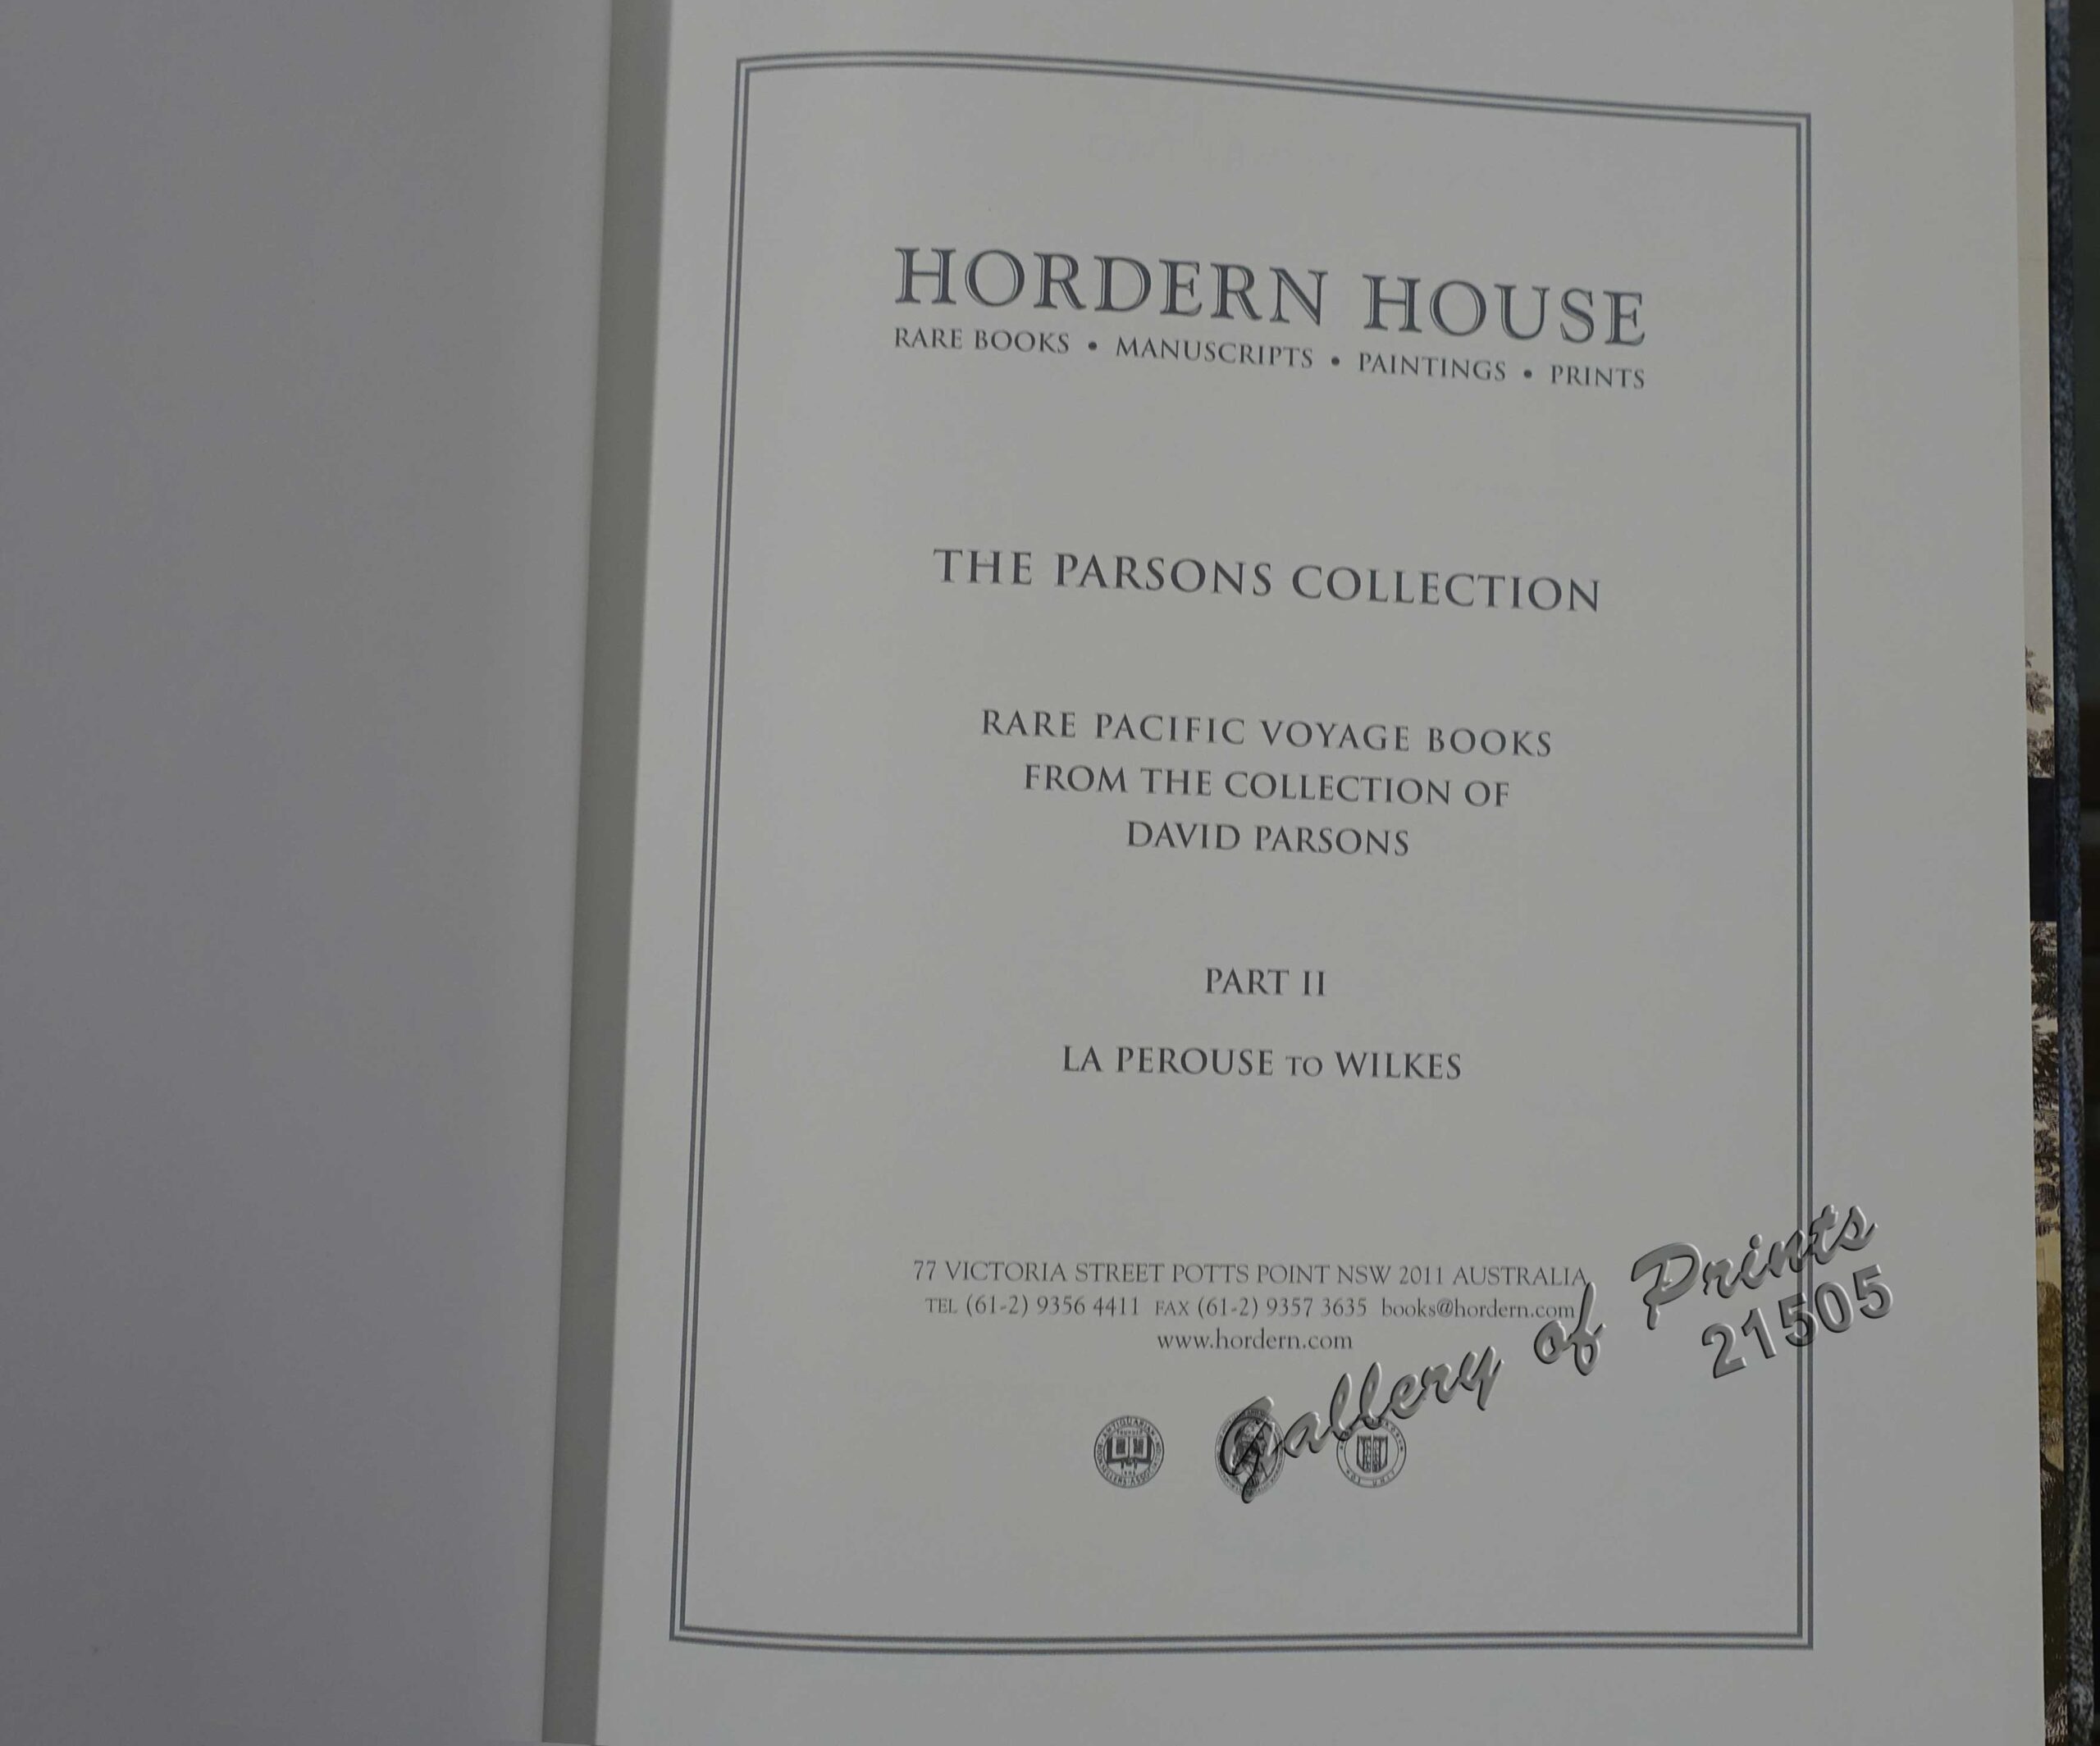 HORDERN HOUSE
RARE BOOKS • MANUSCRIPTS • PAINTINGS • PRINTS
THE PARSONS COLLECTION
RARE PACIFIC VOYAGE BOOKS
FROM THE COLLECTION OF
DAVID PARSONS
PART II
LA PEROUSE TO WILKES
77 VICTORIA STREET POTTS POINT NSW 2011 AUSTRALIA
TEL (61-2) 9356 4411 FAX (61-2) 9357 3635 books@hordern.com
www.hordern.com
Gallery of Prints
21505